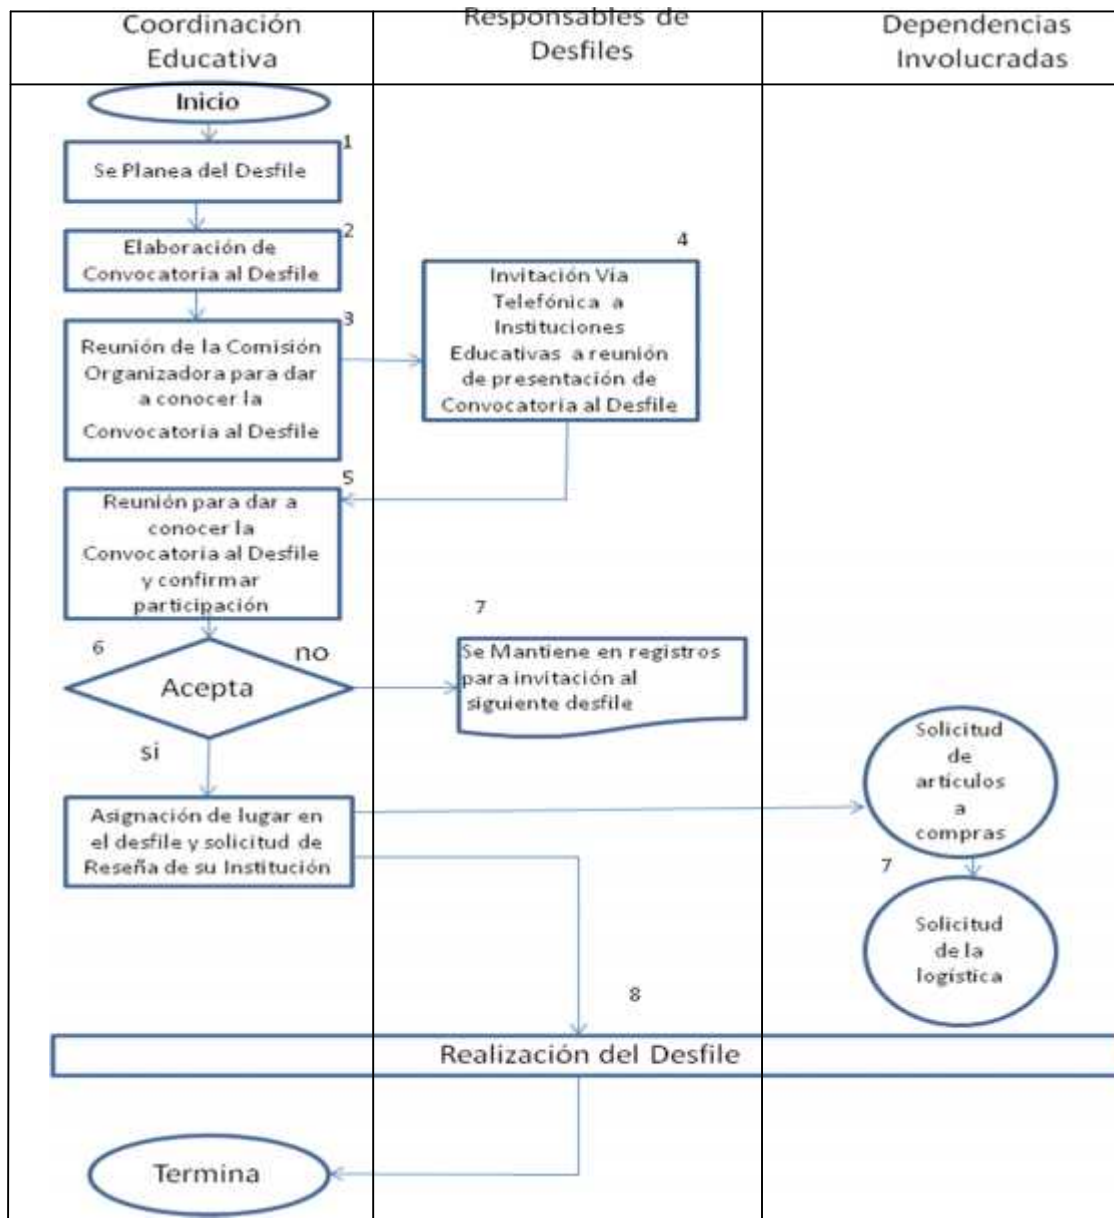 Coordinación
Educativa
Responsables de
Desfiles
Dependencias
Involucradas
Inicio
1
Se Planea del Desfile
2
Elaboración de
Convocatoria al Desfile
3
Reunión de la Comisión
Organizadora para dar
a conocer la
Convocatoria al Desfile
4
Invitación Via
Telefónica a
Instituciones
Educativas a reunión
de presentación de
Convocatoria al Desfile
5
Reunión para dar a
conocer la
Convocatoria al Desfile
y confirmar
participación
6
Acepta
no
si
7
Se Mantiene en registros
para invitación al
siguiente desfile
Asignación de lugar en
el desfile y solicitud de
Reseña de su Institución
Solicitud
de
artículos
a
compras
7
Solicitud
de la
logística
8
Realización del Desfile
Termina